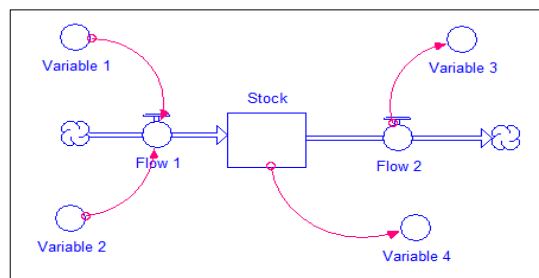 Variable 1
Variable 3
Stock
Flow 1
Flow 2
Variable 2
Variable 4